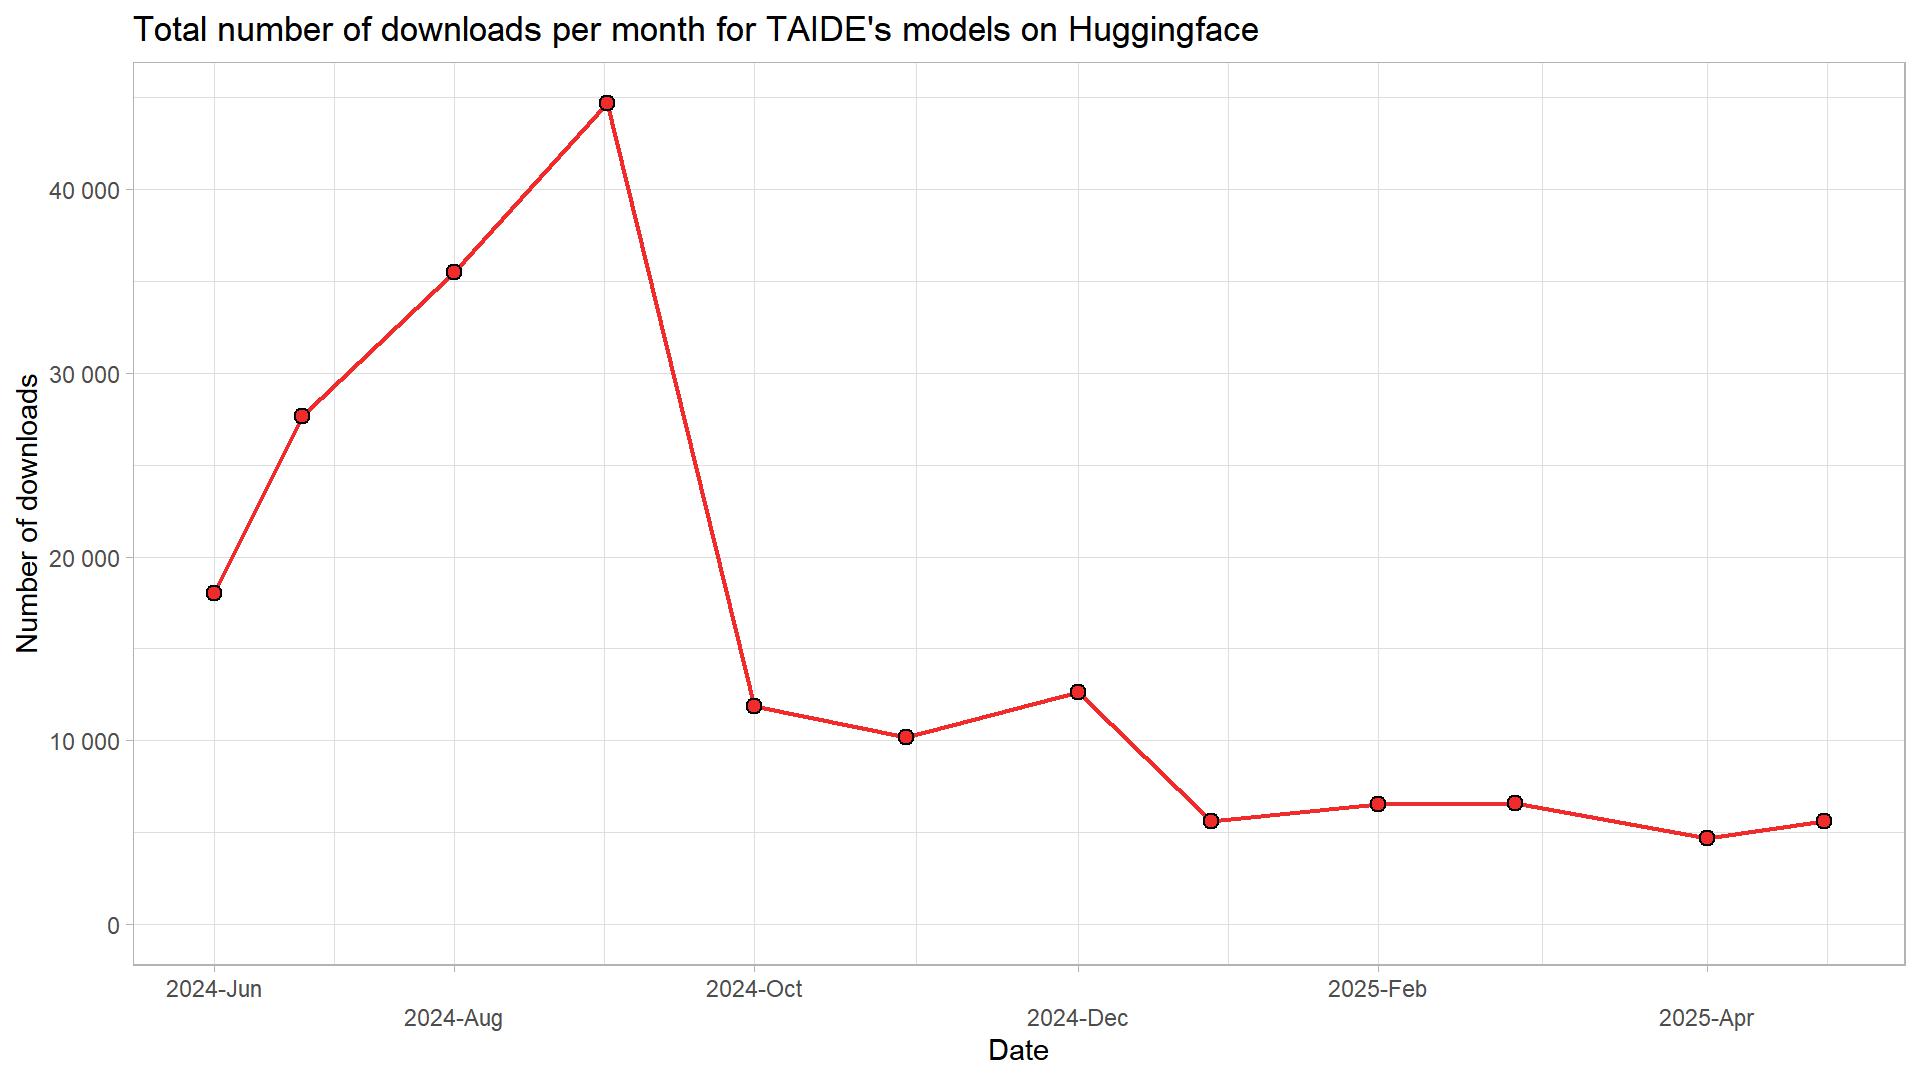 Total number of downloads per month for TAIDE's models on Huggingface
Number of downloads
40 000
30 000
20 000
10 000
0
2024-Jun
2024-Aug
2024-Oct
2024-Dec
2025-Feb
2025-Apr
Date